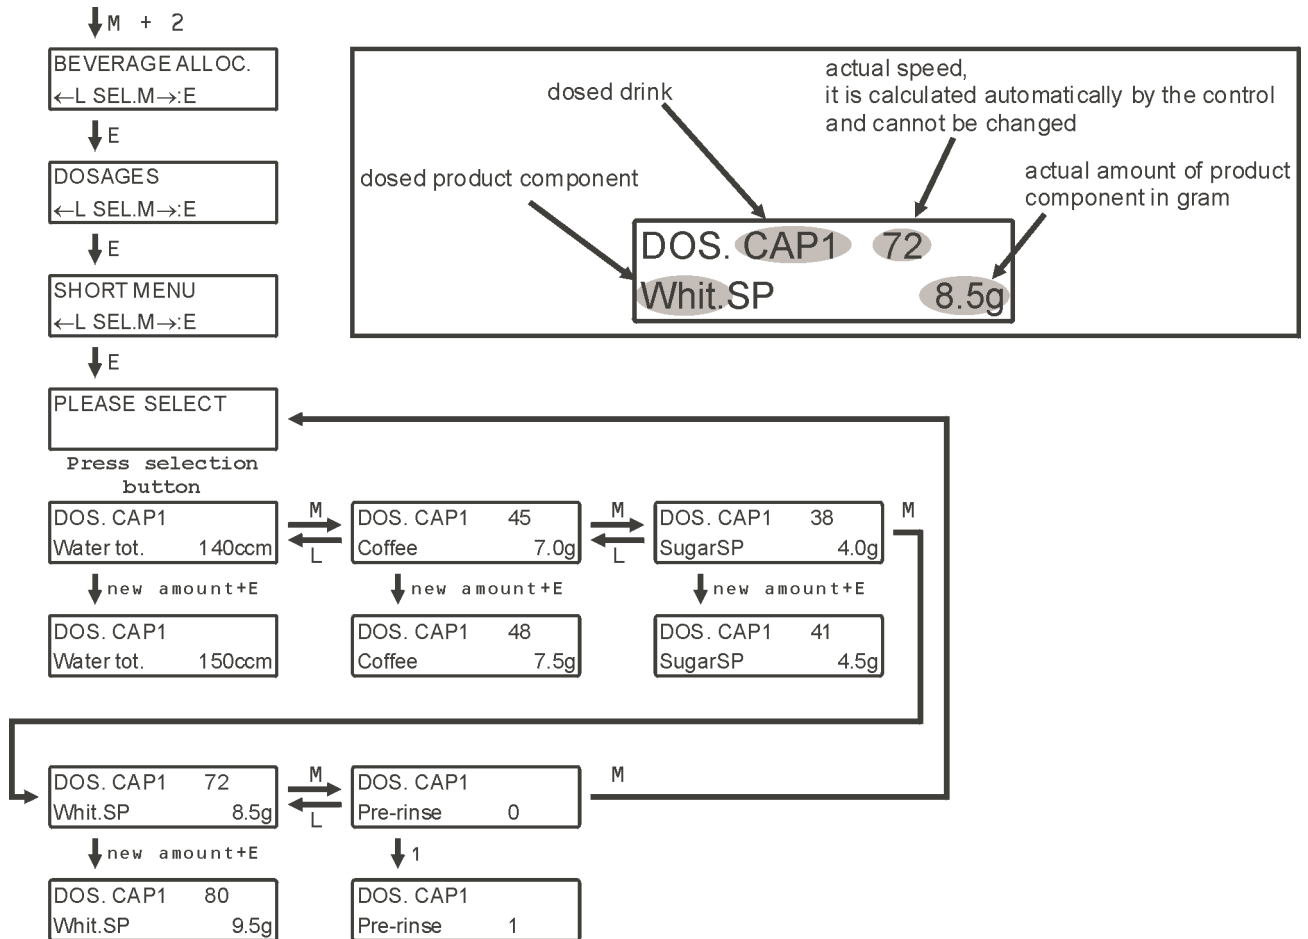 M + 2
BEVERAGE ALLOC.
←L SEL.M→:E
E
DOSAGES
←L SEL.M→:E
E
SHORT MENU
←L SEL.M→:E
E
PLEASE SELECT
Press selection
button
dosed drink
actual speed,
it is calculated automatically by the control
and cannot be changed
dosed product component
actual amount of product
component in gram
DOS. CAP1 72
Whit.SP 8.5g
DOS. CAP1
Water tot. 140ccm
M
L
DOS. CAP1 45
Coffee 7.0g
M
L
DOS. CAP1 38
SugarSP 4.0g
M
new amount+E
new amount+E
new amount+E
DOS. CAP1
Water tot. 150ccm
DOS. CAP1 48
Coffee 7.5g
DOS. CAP1 41
SugarSP 4.5g
DOS. CAP1 72
Whit.SP 8.5g
M
L
DOS. CAP1
Pre-rinse 0
M
new amount+E
1
DOS. CAP1 80
Whit.SP 9.5g
DOS. CAP1
Pre-rinse 1